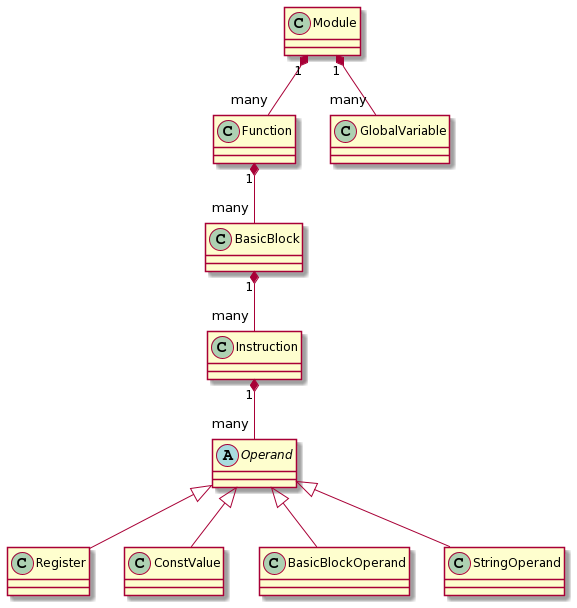 C Module
1 1
many many
C Function C GlobalVariable
1
many
C BasicBlock
1
many
C Instruction
1
many
A Operand
C Register C ConstValue C BasicBlockOperand C StringOperand